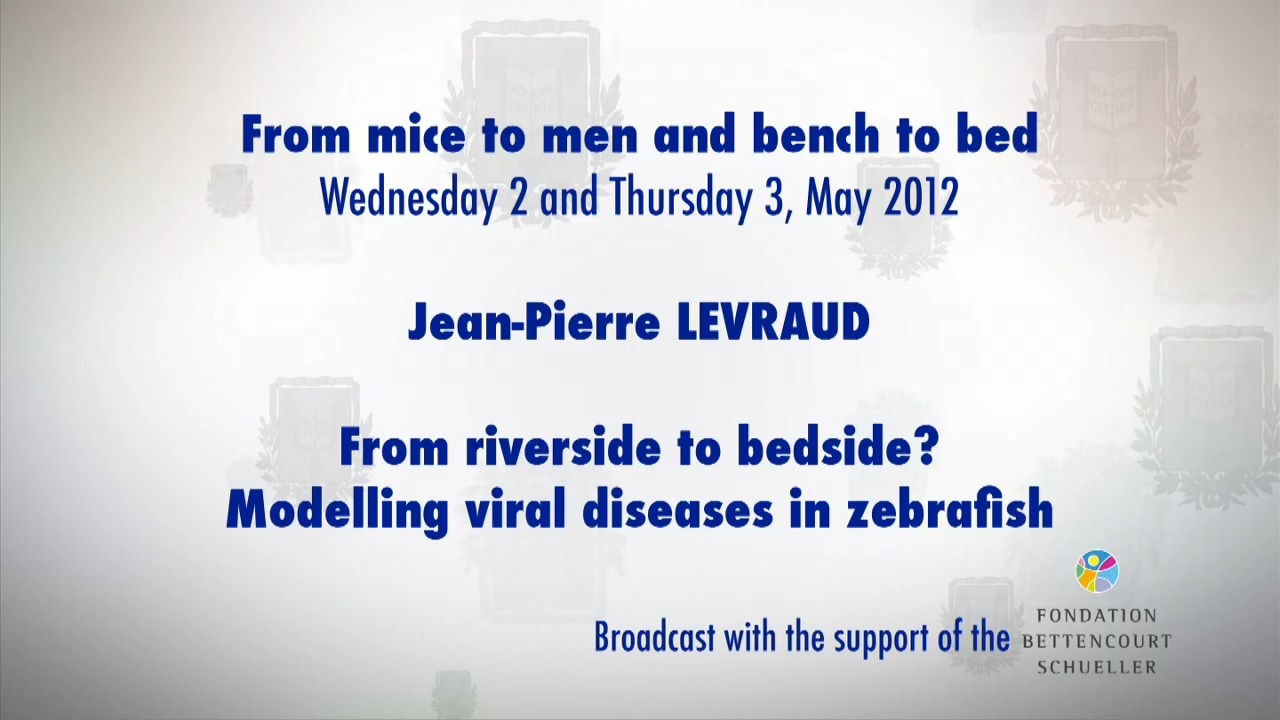 From mice to men and bench to bed
Wednesday 2 and Thursday 3, May 2012
Jean-Pierre LEVRAUD
From riverside to bedside?
Modelling viral diseases in zebrafish
Broadcast with the support of the
FONDATION
BETTENCOURT
SCHUELLER